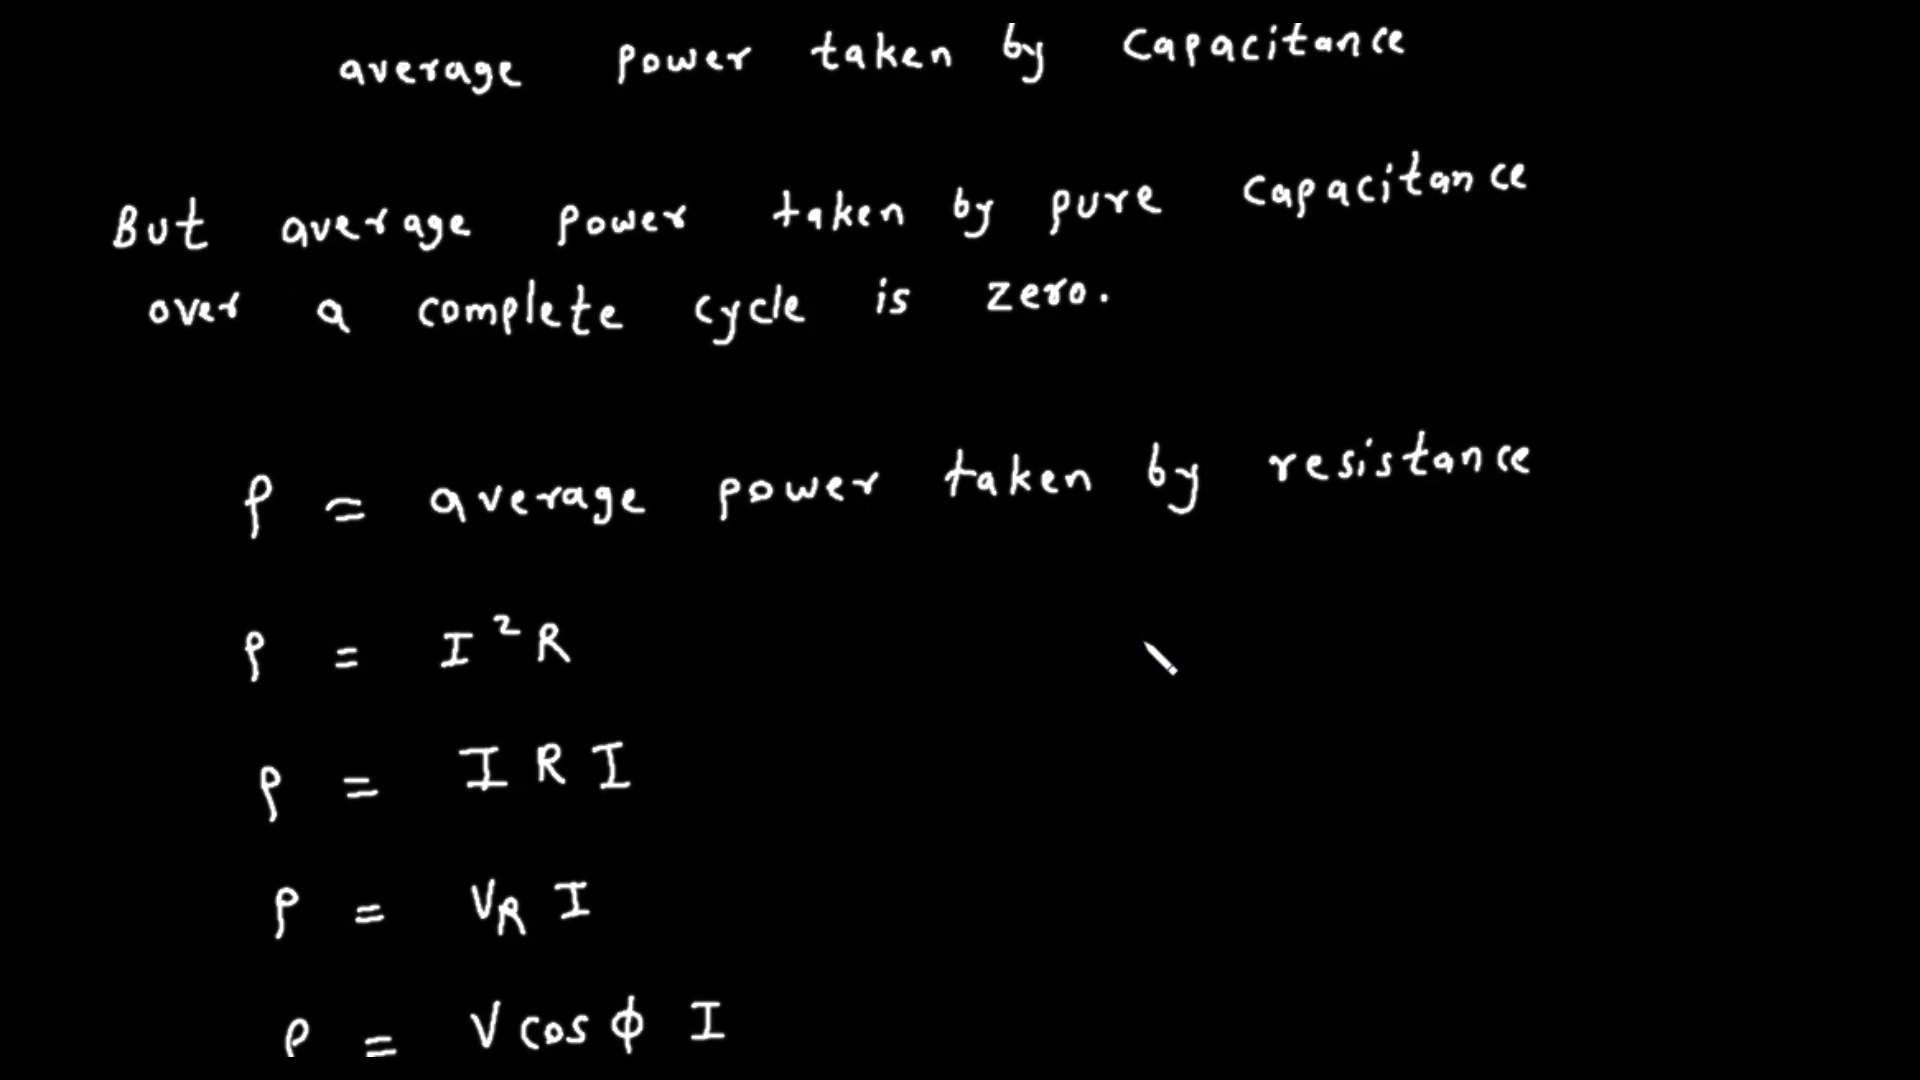 average power taken by Capacitance
But average power taken by pure capacitance
over a complete cycle is zero.
P = average power taken by resistance
P = I²R
P = I R I
P = V_R I
P = V cos ϕ I